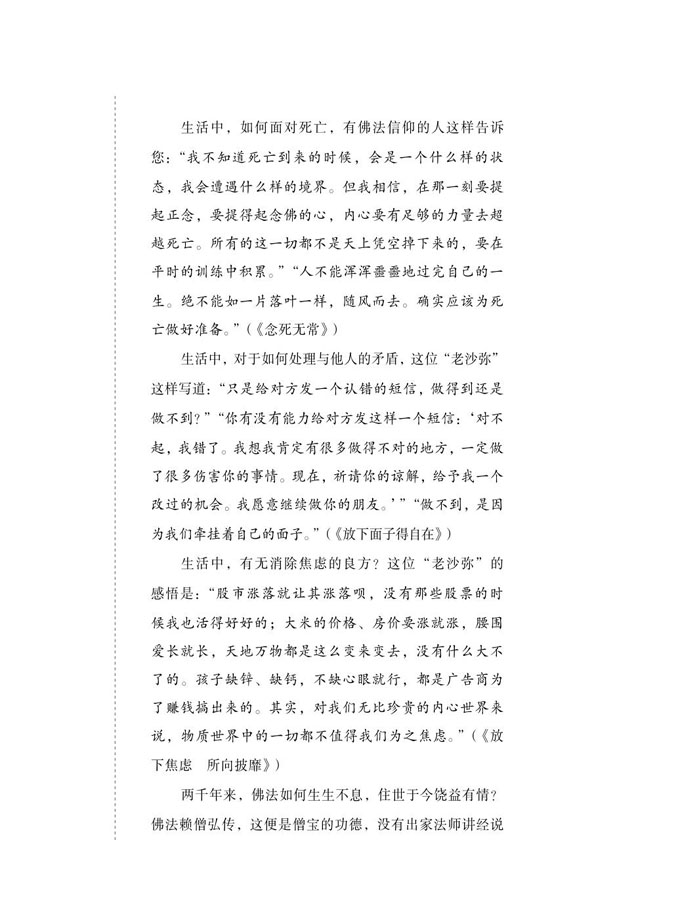 生活中，如何面对死亡，有佛法信仰的人这样告诉
您：“我不知道死亡到来的时候，会是一个什么样的状
态，我会遭遇什么样的境界。但我相信，在那一刻要提
起正念，要提得起念佛的心，内心要有足够的力量去超
越死亡。所有的这一切都不是天上凭空掉下来的，要在
平时的训练中积累。”“人不能浑浑噩噩地过完自己的一
生。绝不能如一片落叶一样，随风而去。确实应该为死
亡做好准备。”（《念死无常》）
生活中，对于如何处理与他人的矛盾，这位“老沙弥”
这样写道：“只是给对方发一个认错的短信，做得到还是
做不到？”“你有没有能力给对方发这样一个短信：‘对不
起，我错了。我想我肯定有很多做得不对的地方，一定做
了很多伤害你的事情。现在，祈请你的谅解，给予我一个
改过的机会。我愿意继续做你的朋友。’”“做不到，是因
为我们牵挂着自己的面子。”（《放下面子得自在》）
生活中，有无消除焦虑的良方？这位“老沙弥”的
感悟是：“股市涨落就让其涨落呗，没有那些股票的时
候我也活得好好的；大米的价格、房价要涨就涨，腰围
爱长就长，天地万物都是这么变来变去，没有什么大不
了的。孩子缺锌、缺钙，不缺心眼就行，都是广告商为
了赚钱搞出来的。其实，对我们无比珍贵的内心世界来
说，物质世界中的一切都不值得我们为之焦虑。”（《放
下焦虑　所向披靡》）
两千年来，佛法如何生生不息，住世于今饶益有情？
佛法赖僧弘传，这便是僧宝的功德，没有出家法师讲经说